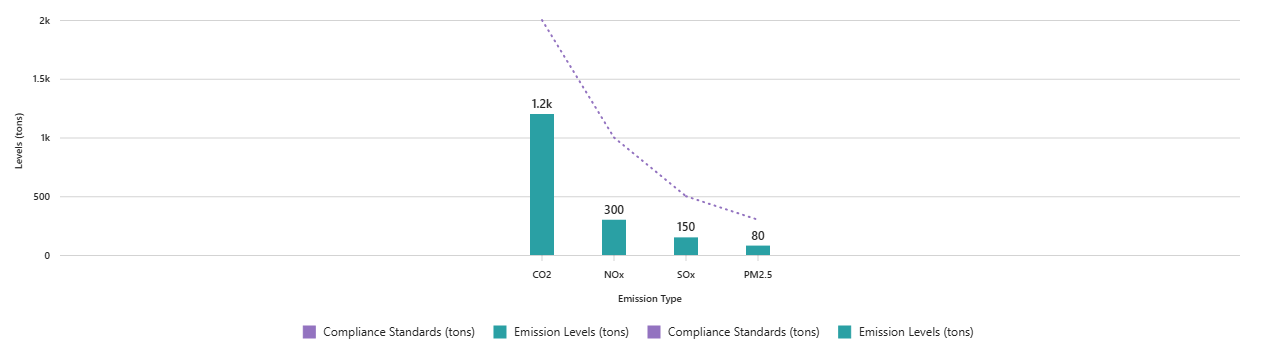 2k
1.5k
1k
500
0
Levels (tons)
1.2k
300
150
80
CO2 NOx SOx PM2.5
Emission Type
Compliance Standards (tons) Emission Levels (tons) Compliance Standards (tons) Emission Levels (tons)